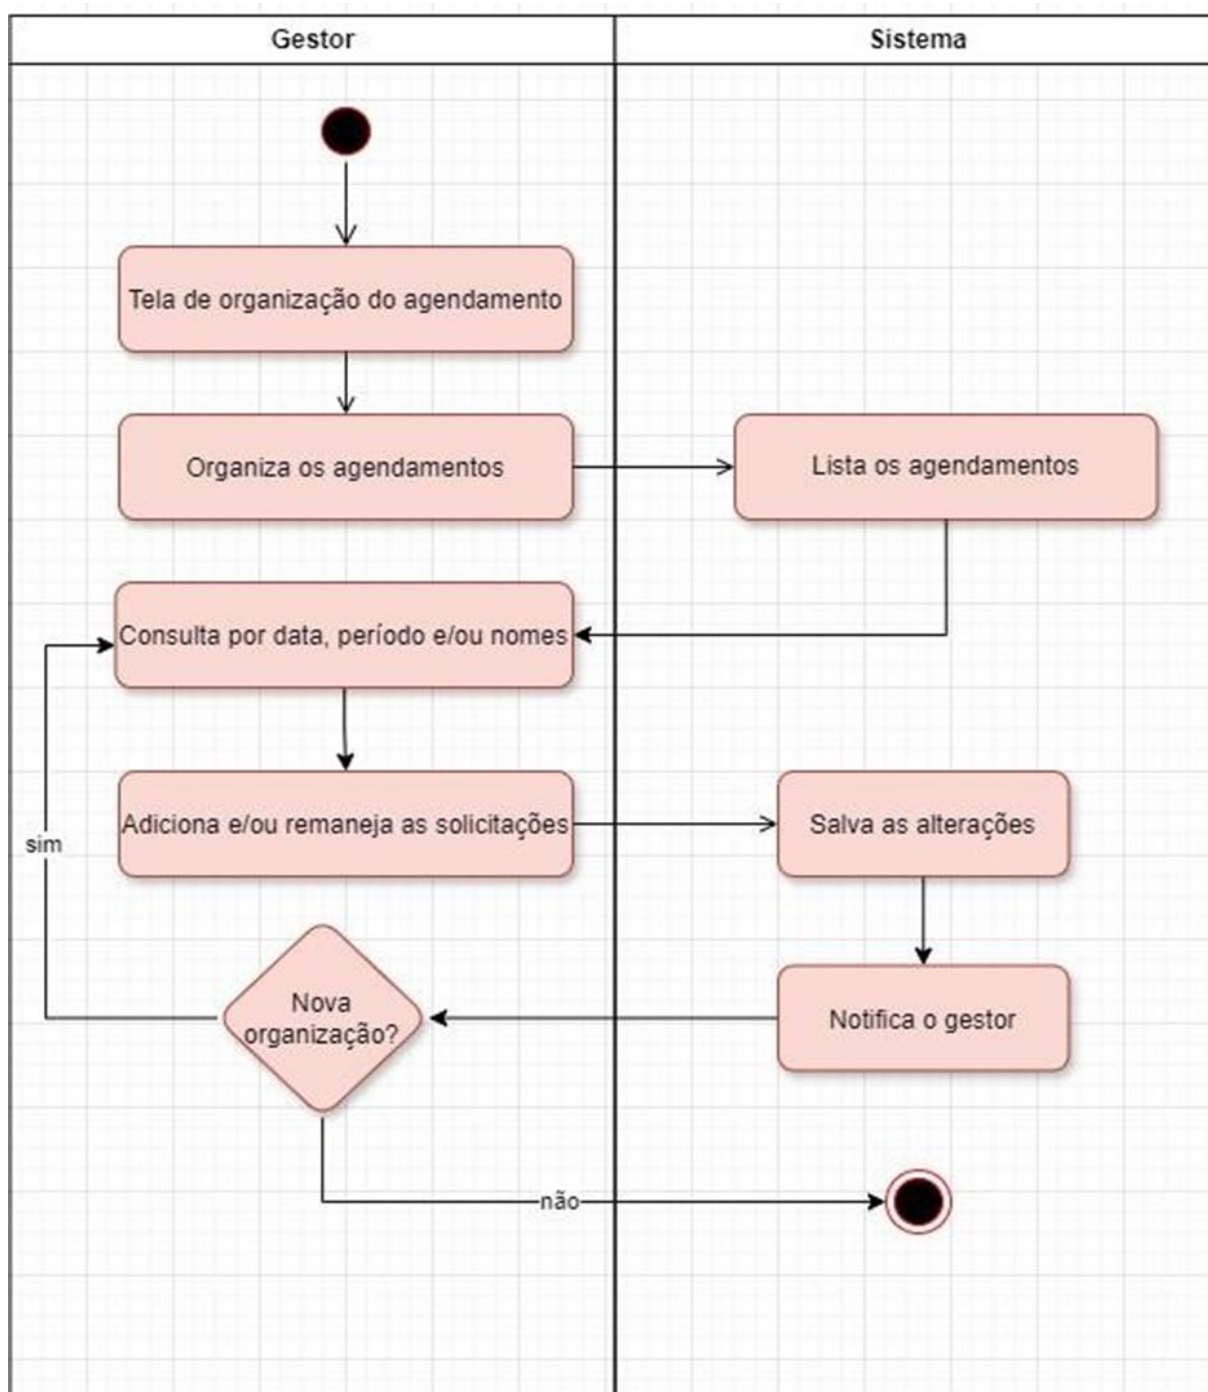 Gestor
Sistema
Tela de organização do agendamento
Organiza os agendamentos
Lista os agendamentos
Consulta por data, período e/ou nomes
Adiciona e/ou remaneja as solicitações
Salva as alterações
sim
Nova
organização?
Notifica o gestor
não